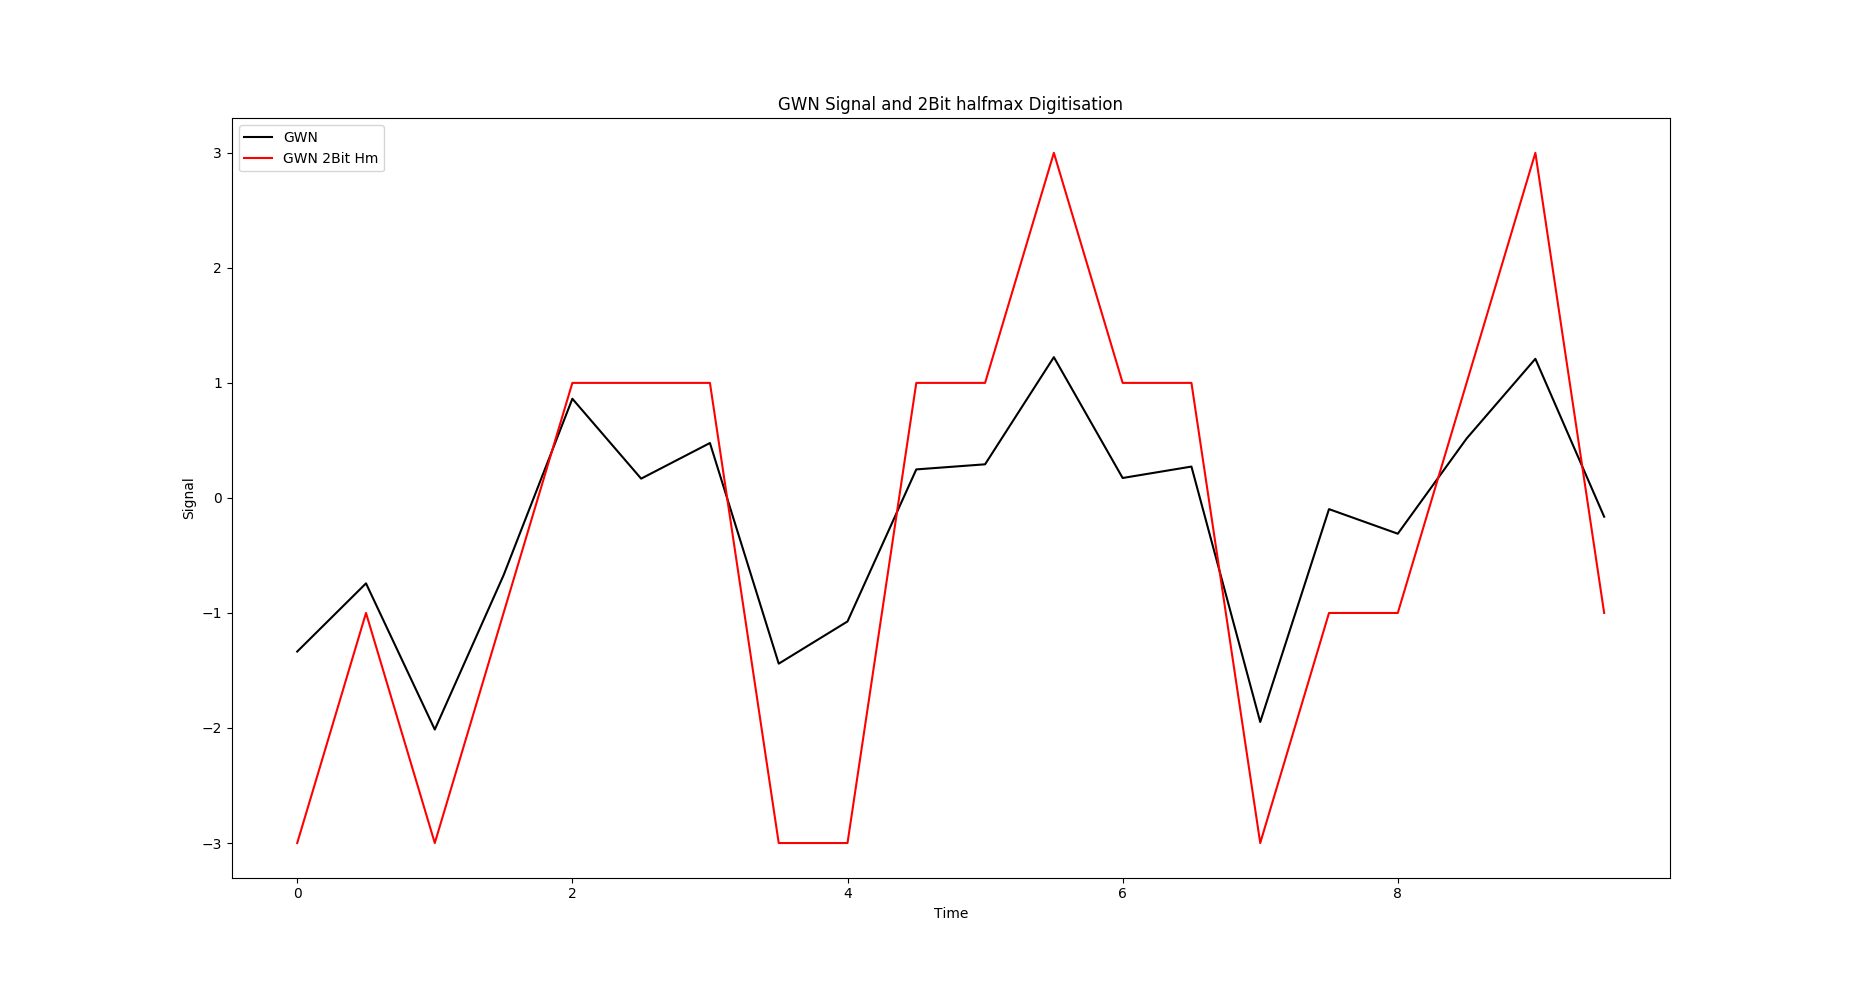 GWN Signal and 2Bit halfmax Digitisation
GWN
GWN 2Bit Hm
3
2
1
0
−1
−2
−3
Signal
0 2 4 6 8
Time